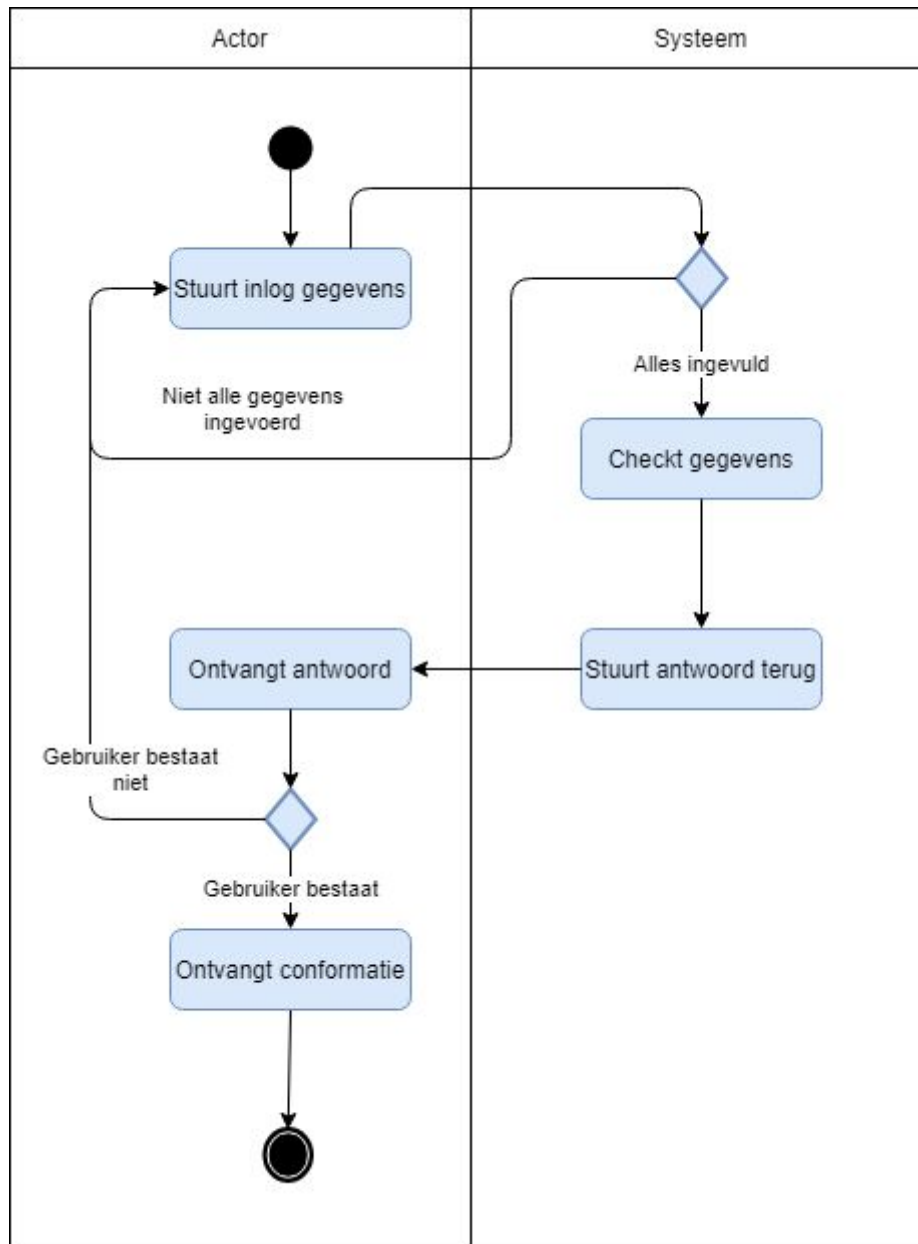 Actor
Systeem
Stuurt inlog gegevens
Alles ingevuld
Niet alle gegevens
ingevoerd
Checkt gegevens
Ontvangt antwoord
Stuurt antwoord terug
Gebruiker bestaat
niet
Gebruiker bestaat
Ontvangt conformatie